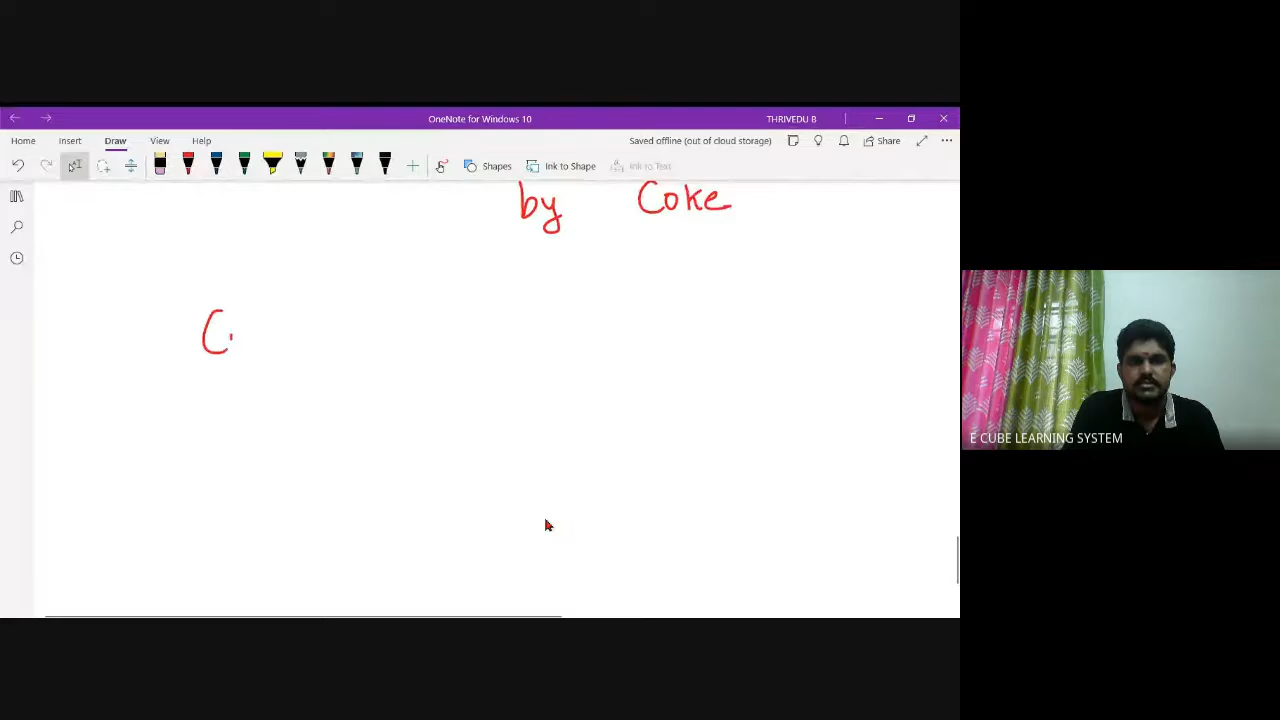 OneNote for Windows 10
THRIVEDU B
Home Insert Draw View Help
Saved offline (out of cloud storage)
Share
Shapes
Ink to Shape
Ink to Text
by Coke
C
E CUBE LEARNING SYSTEM